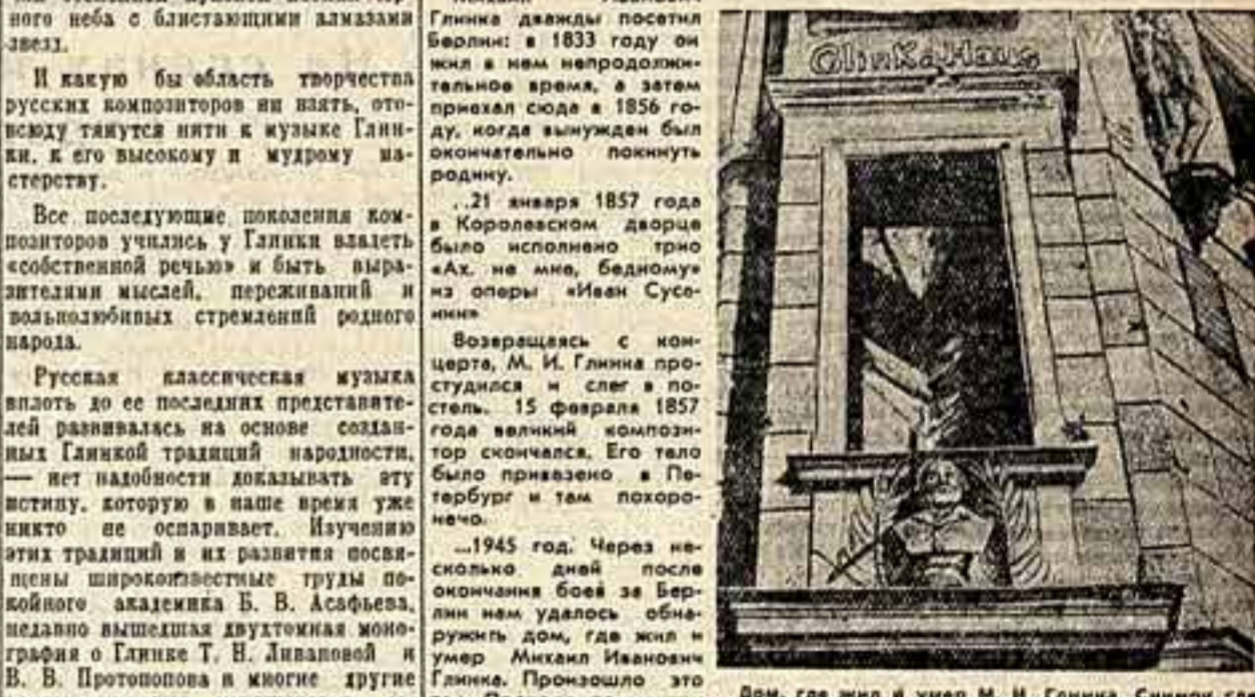 ного неба с блистающими алмазами
звезд.
И какую бы область творчества
русских композиторов ни взять, ото-
всюду тянутся нити к музыке Глин-
ки, к его высокому и мудрому ма-
стерству.
Все последующие поколения ком-
позиторов учились у Глинки владеть
«собственной речью» и быть выра-
зителями мыслей, переживаний и
вольнолюбивых стремлений родного
народа.
Русская классическая музыка
вплоть до ее последних представите-
лей развивалась на основе создан-
ных Глинкой традиций народности,
— нет надобности доказывать эту
истину, которую в наше время уже
никто не оспаривает. Изучению
этих традиций и их развития посвя-
щены широкоизвестные труды по-
койного академика Б. В. Асафьева,
недавно вышедшая двухтомная моно-
графия о Глинке Т. Н. Ливановой и
В. В. Протопопова и многие другие
Михаил Иванович
Глинка дважды посетил
Берлин: в 1833 году он
жил в нем непродолжи-
тельное время, а затем
приехал сюда в 1856 го-
ду, когда вынужден был
окончательно покинуть
родину.
..21 января 1857 года
в Королевском дворце
было исполнено трио
«Ах, не мне, бедному»
из оперы «Иван Суса-
нин»
Возвращаясь с кон-
церта, М. И. Глинка про-
студился и слег в по-
стель. 15 февраля 1857
года великий компози-
тор скончался. Его тело
было привезено в Пе-
тербург и там похоро-
нено.
...1945 год. Через не-
сколько дней после
окончания боев за Бер-
лин нам удалось обна-
ружить дом, где жил и
умер Михаил Иванович
Глинка. Произошло это
GlinkaHaus
Дом, где жил и умер М. И. Глинка.